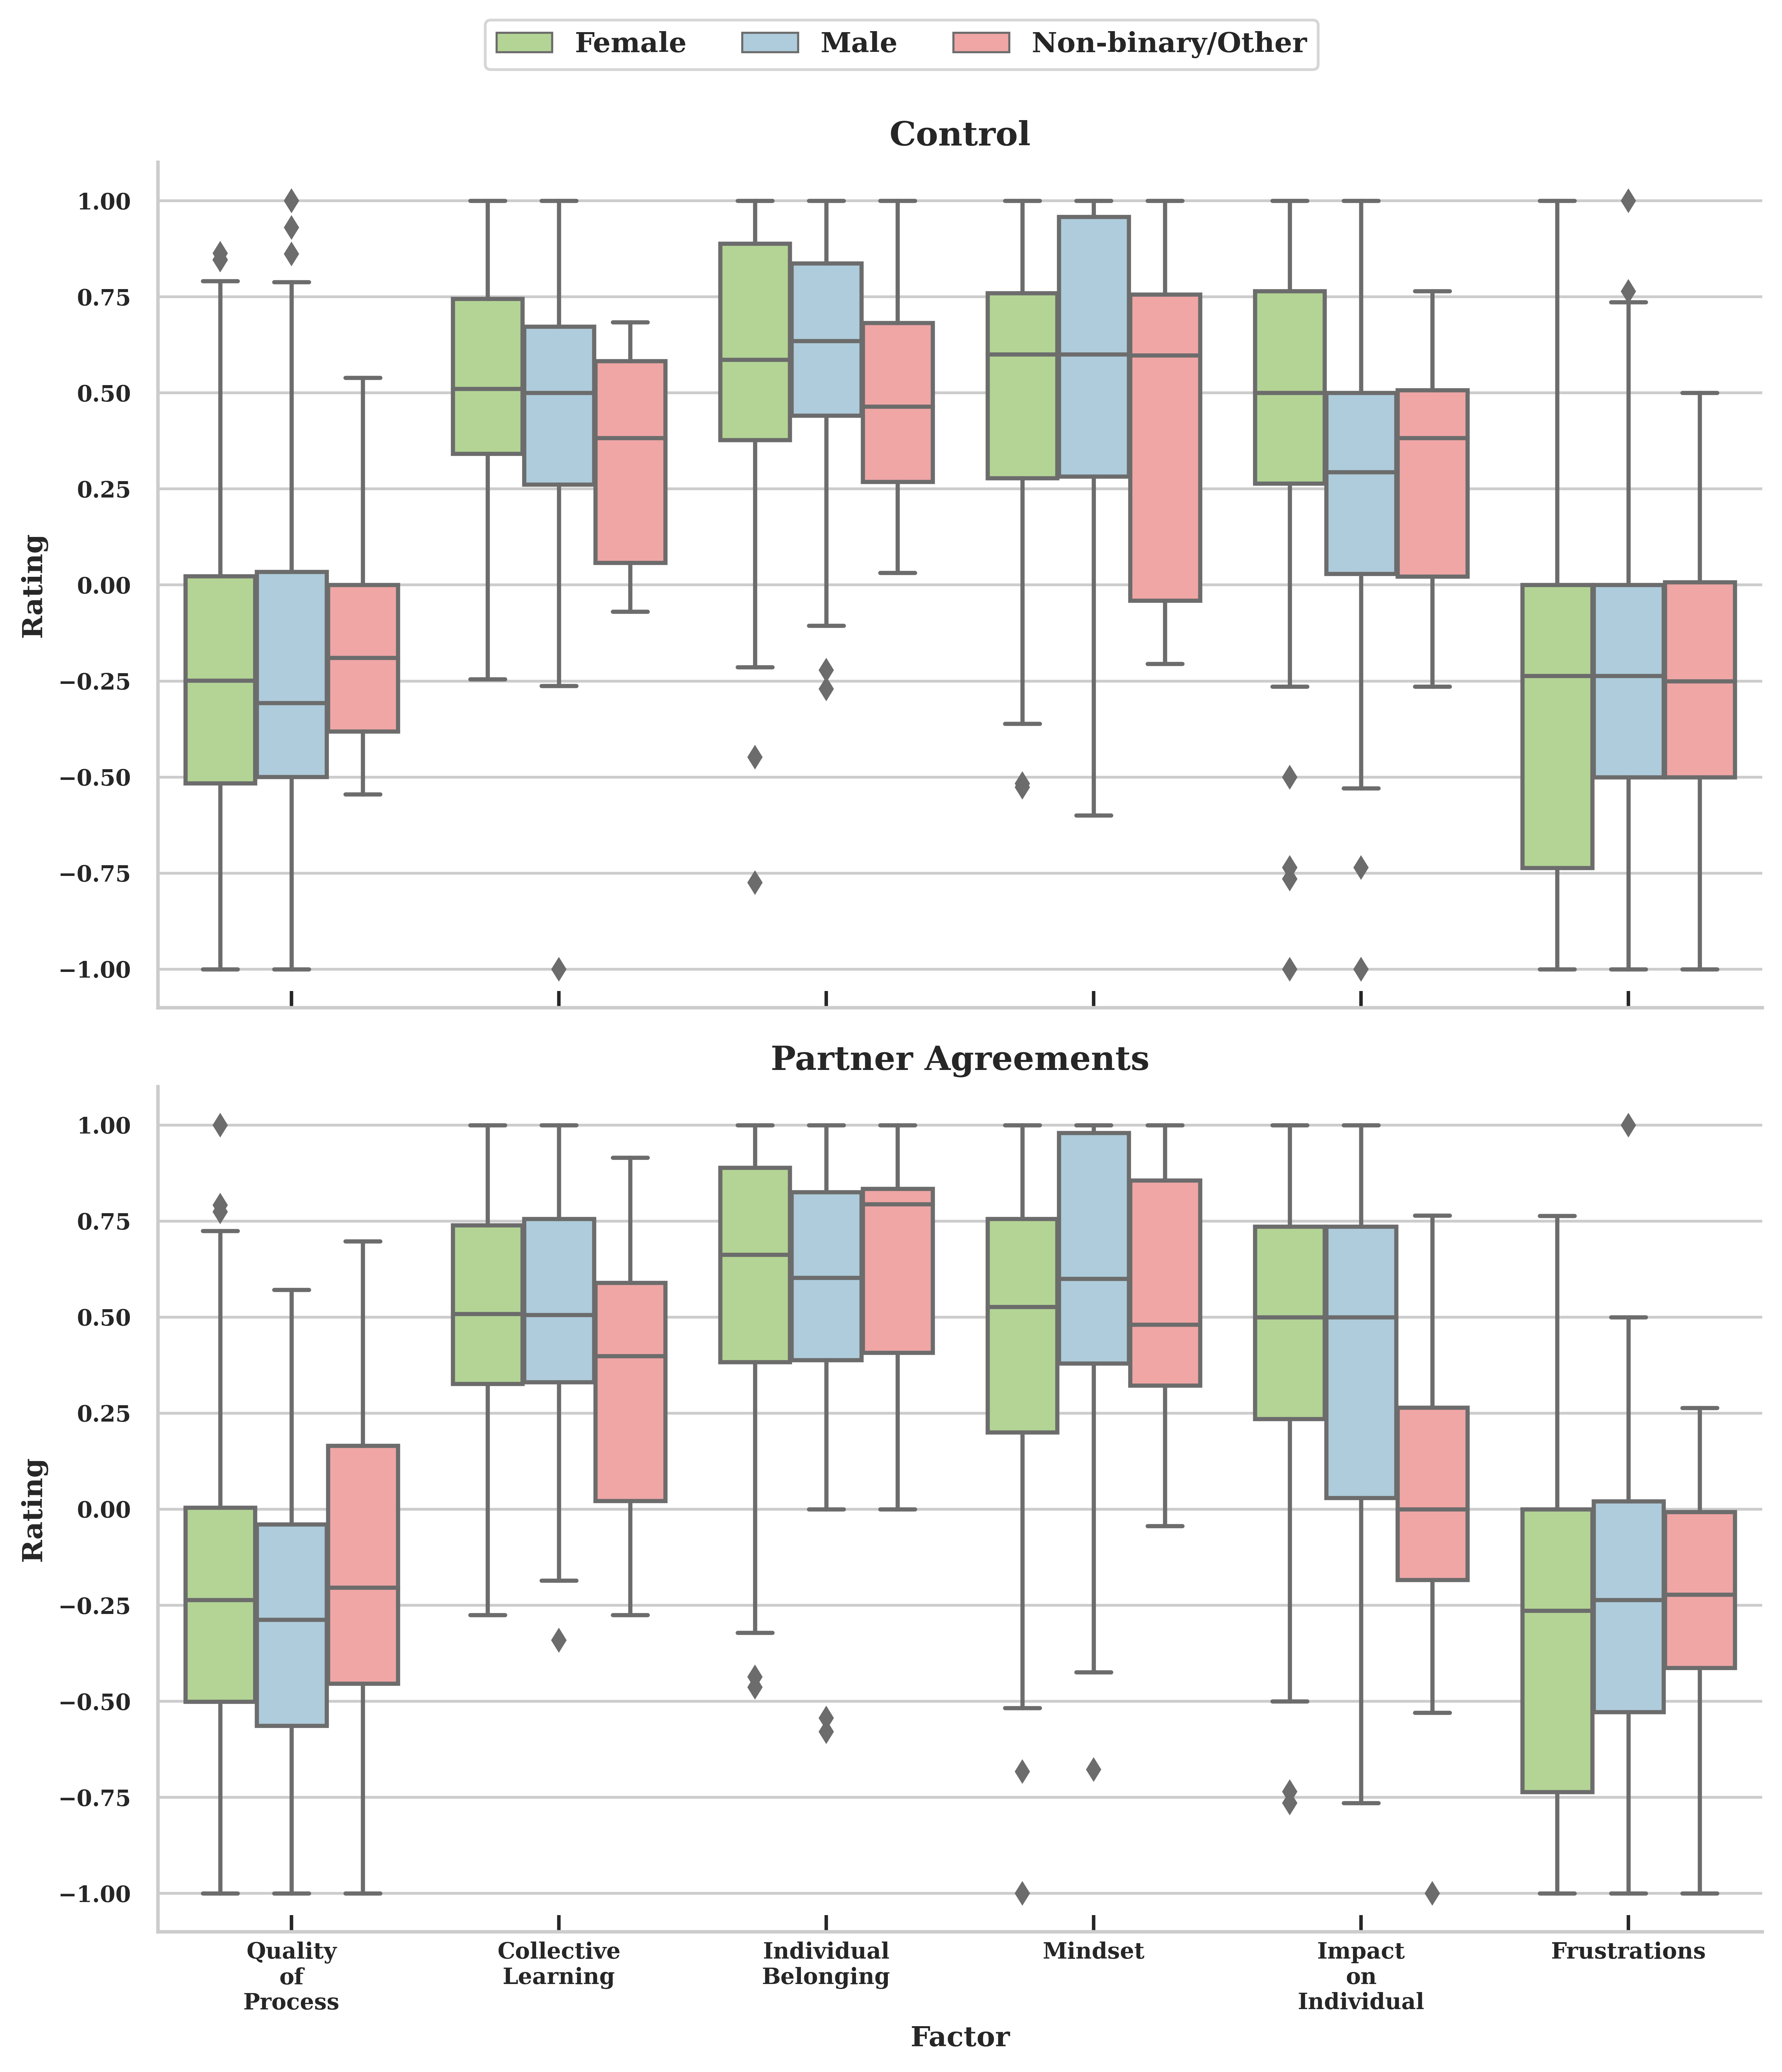 Female Male Non-binary/Other
Control
1.00
0.75
0.50
0.25
0.00
−0.25
−0.50
−0.75
−1.00
Rating
Partner Agreements
1.00
0.75
0.50
0.25
0.00
−0.25
−0.50
−0.75
−1.00
Rating
Quality
of
Process
Collective
Learning
Individual
Belonging
Mindset
Impact
on
Individual
Frustrations
Factor